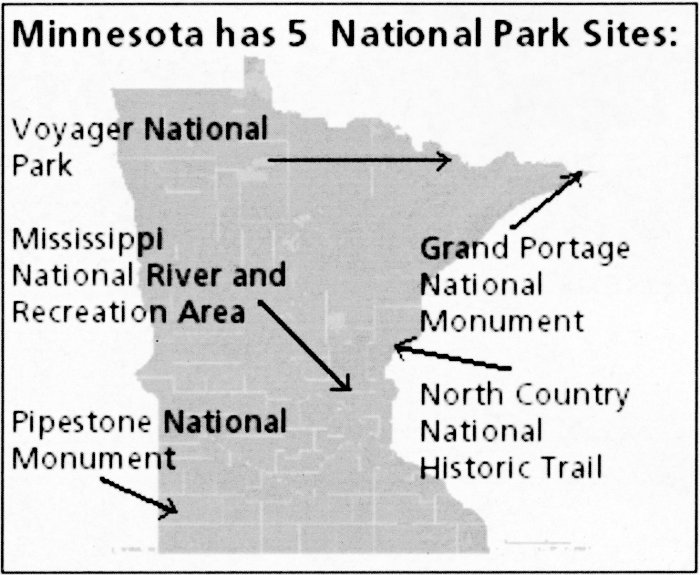 Minnesota has 5 National Park Sites:
Voyager National
Park
Mississippi
National River and
Recreation Area
Grand Portage
National
Monument
North Country
National
Historic Trail
Pipestone National
Monument